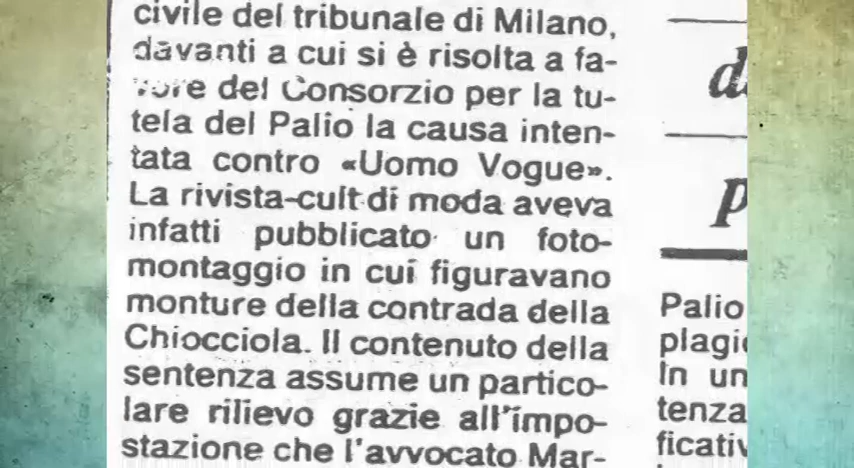 civile del tribunale di Milano,
davanti a cui si è risolta a fa-
vore del Consorzio per la tu-
tela del Palio la causa inten-
tata contro «Uomo Vogue».
La rivista-cult di moda aveva
infatti pubblicato un foto-
montaggio in cui figuravano
monture della contrada della
Chiocciola. Il contenuto della
sentenza assume un partico-
lare rilievo grazie all'impo-
stazione che l'avvocato Mar-
d
p
Palio
plagi
In un
tenza
ficativ